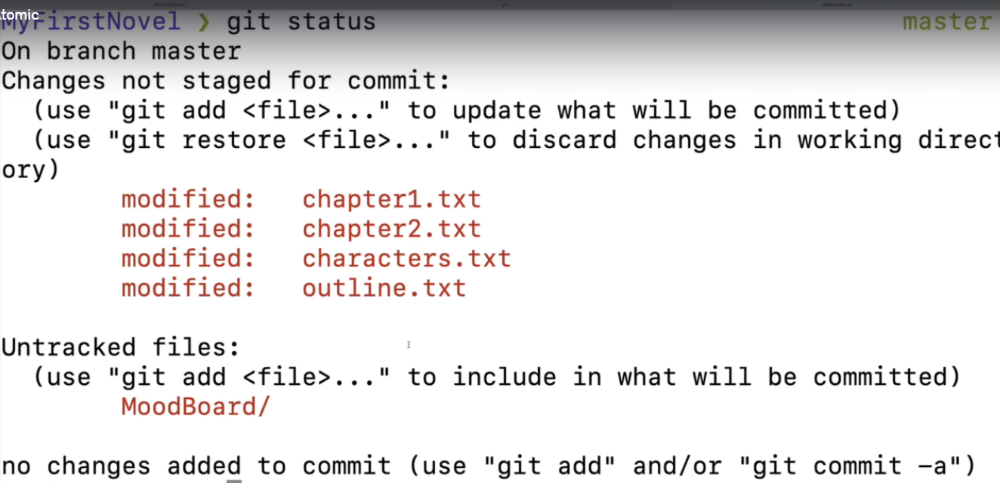 tomic
MyFirstNovel ❯ git status master
On branch master
Changes not staged for commit:
(use "git add <file>..." to update what will be committed)
(use "git restore <file>..." to discard changes in working direct
ory)
modified: chapter1.txt
modified: chapter2.txt
modified: characters.txt
modified: outline.txt
Untracked files:
(use "git add <file>..." to include in what will be committed)
MoodBoard/
no changes added to commit (use "git add" and/or "git commit -a")